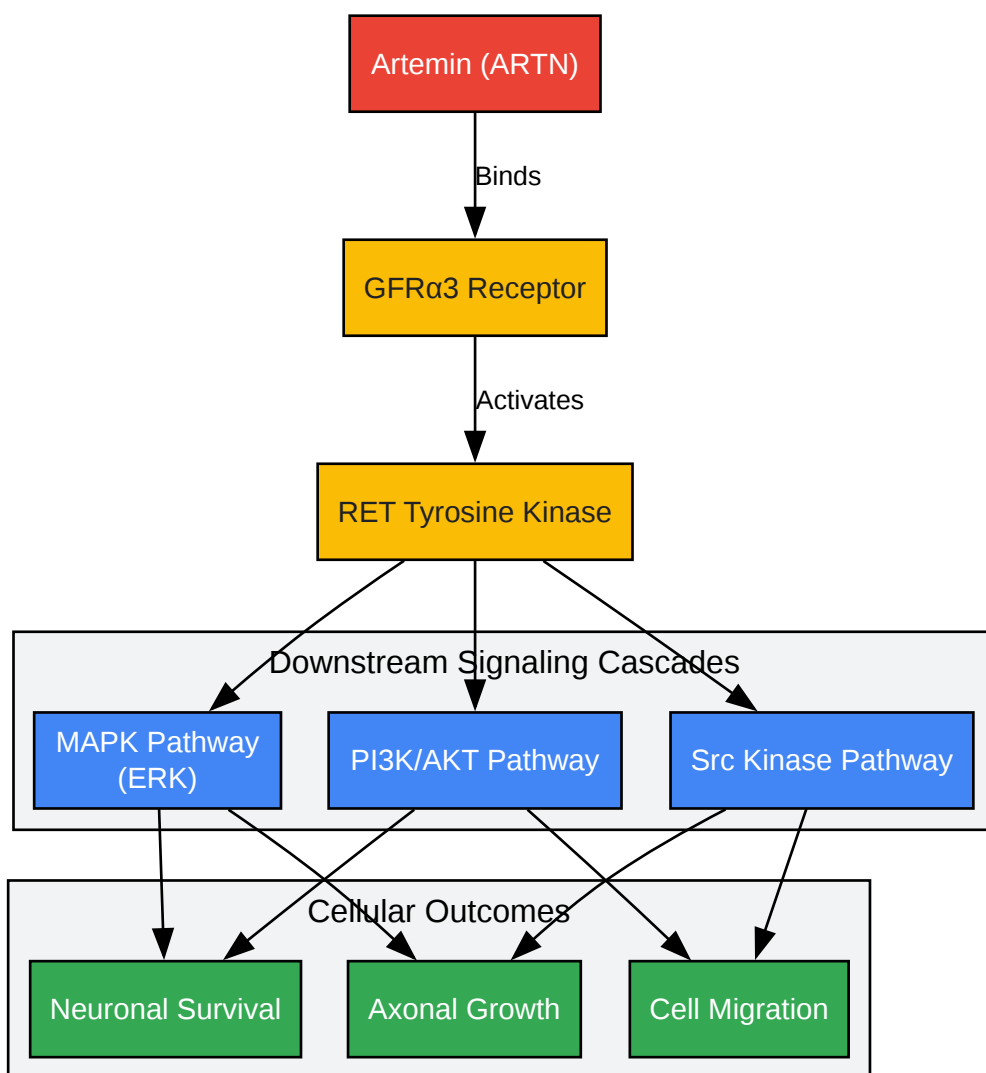 Artemin (ARTN)
Binds
GFRα3 Receptor
Activates
RET Tyrosine Kinase
Downstream Signaling Cascades
MAPK Pathway
(ERK)
PI3K/AKT Pathway
Src Kinase Pathway
Cellular Outcomes
Neuronal Survival
Axonal Growth
Cell Migration